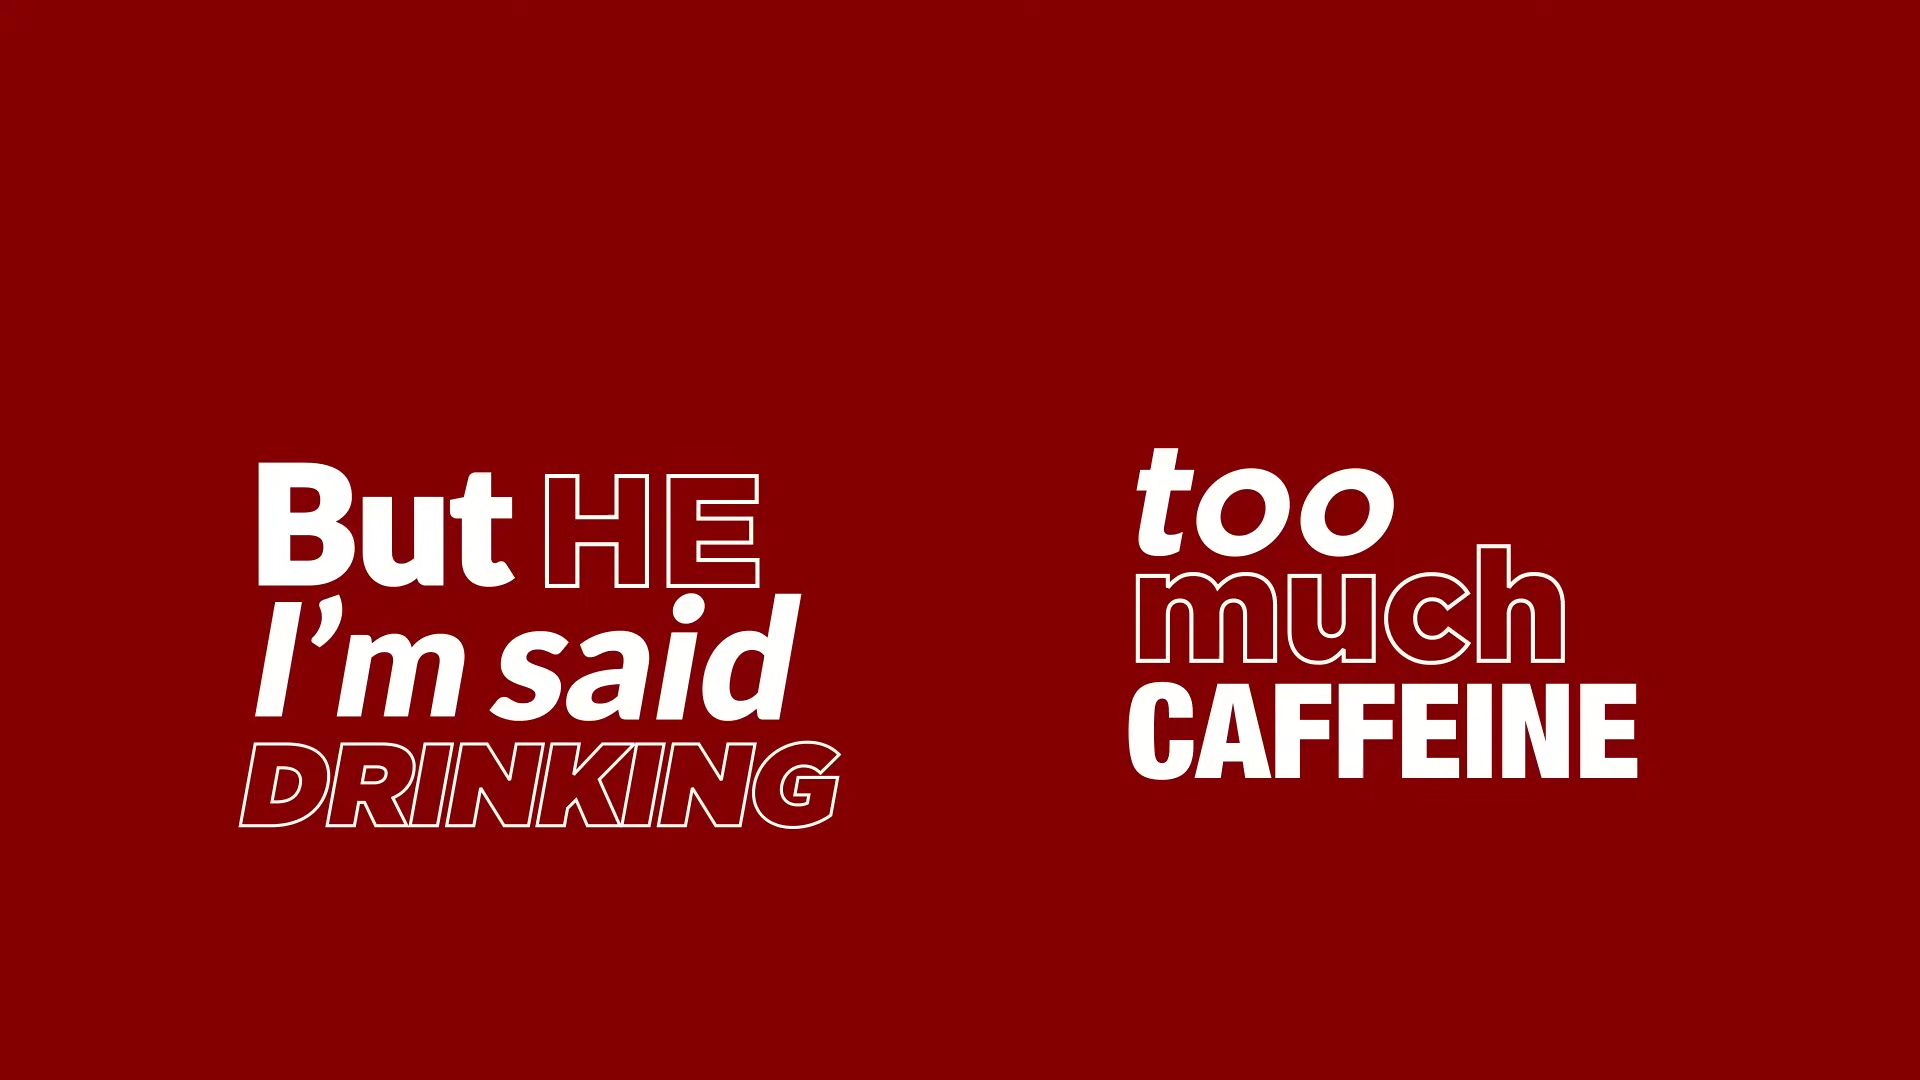 But HE
I’m said
DRINKING
too
much
CAFFEINE